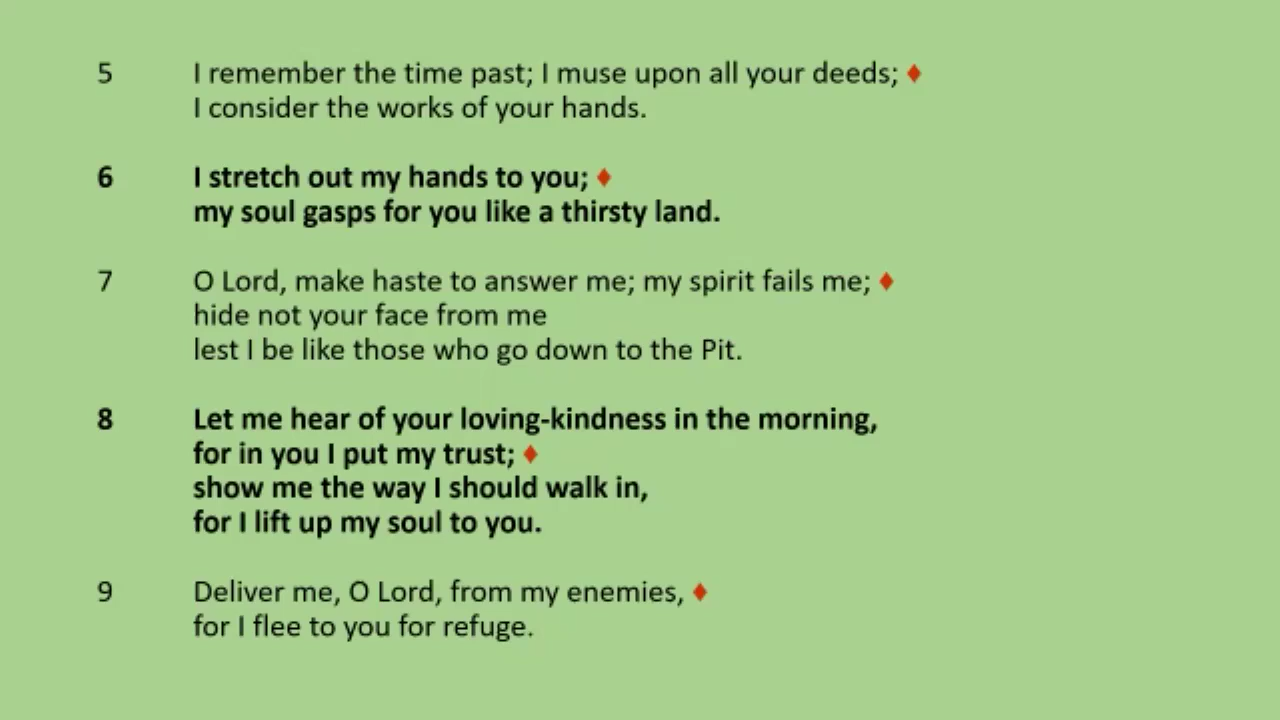 5 I remember the time past; I muse upon all your deeds; ♦
I consider the works of your hands.
6 I stretch out my hands to you; ♦
my soul gasps for you like a thirsty land.
7 O Lord, make haste to answer me; my spirit fails me; ♦
hide not your face from me
lest I be like those who go down to the Pit.
8 Let me hear of your loving-kindness in the morning,
for in you I put my trust; ♦
show me the way I should walk in,
for I lift up my soul to you.
9 Deliver me, O Lord, from my enemies, ♦
for I flee to you for refuge.